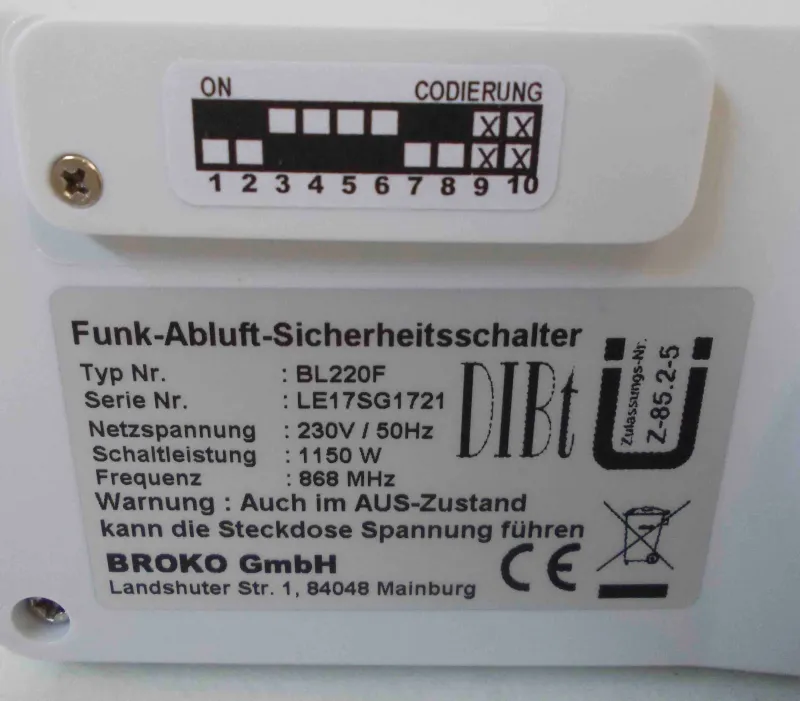 ON CODIERUNG
X X
X X
1 2 3 4 5 6 7 8 9 10
Funk-Abluft-Sicherheitsschalter
Typ Nr. : BL220F
Serie Nr. : LE17SG1721
Netzspannung : 230V / 50Hz
Schaltleistung : 1150 W
Frequenz : 868 MHz
Warnung : Auch im AUS-Zustand
kann die Steckdose Spannung führen
BROKO GmbH
Landshuter Str. 1, 84048 Mainburg
DIBt
Zulassungs-Nr.
Z-85.2-5
CE